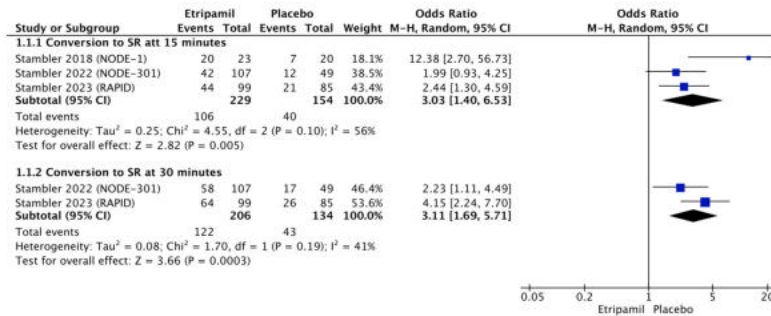 Etripamil Placebo Odds Ratio Odds Ratio
Study or Subgroup Events Total Events Total Weight M-H, Random, 95% CI M-H, Random, 95% CI
1.1.1 Conversion to SR att 15 minutes
Stambler 2018 (NODE-1) 20 23 7 20 18.1% 12.38 [2.70, 56.73]
Stambler 2022 (NODE-301) 42 107 12 49 38.5% 1.99 [0.93, 4.25]
Stambler 2023 (RAPID) 44 99 21 85 43.4% 2.44 [1.30, 4.59]
Subtotal (95% CI) 229 154 100.0% 3.03 [1.40, 6.53]
Total events 106 40
Heterogeneity: Tau² = 0.25; Chi² = 4.55, df = 2 (P = 0.10); I² = 56%
Test for overall effect: Z = 2.82 (P = 0.005)
1.1.2 Conversion to SR at 30 minutes
Stambler 2022 (NODE-301) 58 107 17 49 46.4% 2.23 [1.11, 4.49]
Stambler 2023 (RAPID) 64 99 26 85 53.6% 4.15 [2.24, 7.70]
Subtotal (95% CI) 206 134 100.0% 3.11 [1.69, 5.71]
Total events 122 43
Heterogeneity: Tau² = 0.08; Chi² = 1.70, df = 1 (P = 0.19); I² = 41%
Test for overall effect: Z = 3.66 (P = 0.0003)
0.05 0.2 1 5 20
Etripamil Placebo